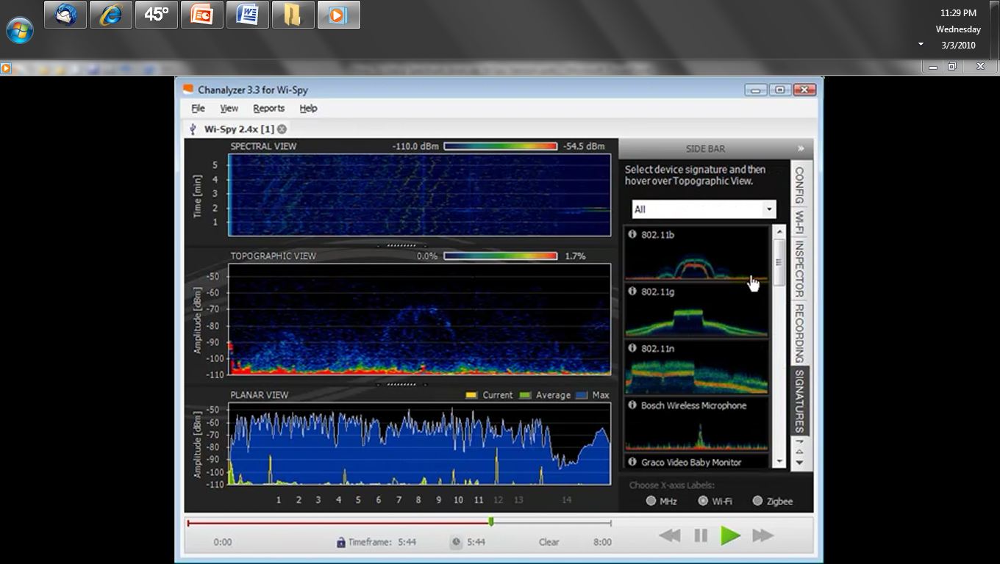 45°
11:29 PM
Wednesday
3/3/2010
Chanalyzer 3.3 for Wi-Spy
File View Reports Help
Wi-Spy 2.4x [1]
SPECTRAL VIEW -110.0 dBm -54.5 dBm
Time [min]
5
4
3
2
1
TOPOGRAPHIC VIEW 0.0% 1.7%
Amplitude [dBm]
-50
-60
-70
-80
-90
-100
-110
PLANAR VIEW Current Average Max
Amplitude [dBm]
-50
-60
-70
-80
-90
-100
-110
1 2 3 4 5 6 7 8 9 10 11 12 13 14
SIDE BAR »
Select device signature and then
hover over Topographic View.
All
802.11b
802.11g
802.11n
Bosch Wireless Microphone
Graco Video Baby Monitor
CONFIG
WI-FI
INSPECTOR
RECORDING
SIGNATURES
Choose X-axis Labels:
MHz Wi-Fi Zigbee
0:00 Timeframe: 5:44 5:44 Clear 8:00